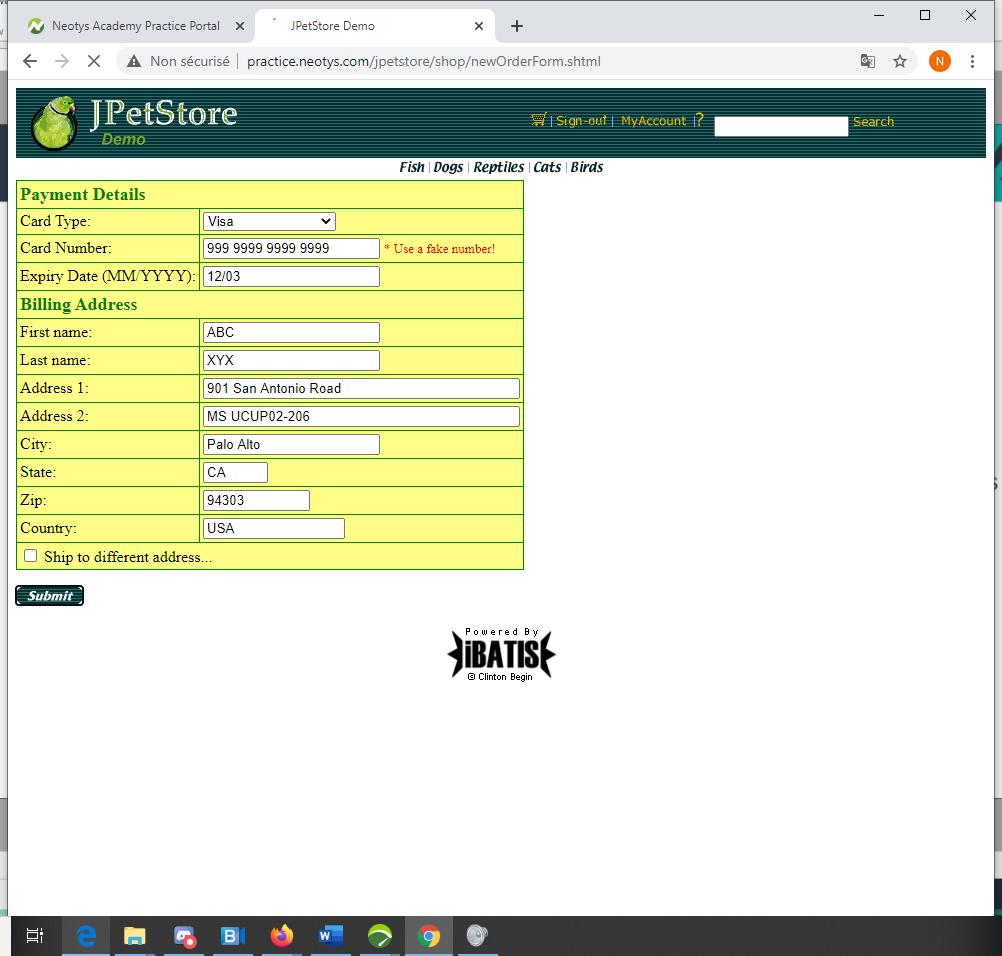 Neotys Academy Practice Portal
JPetStore Demo
Non sécurisé | practice.neotys.com/jpetstore/shop/newOrderForm.shtml
N
JPetStore
Demo
Sign-out | MyAccount | ? Search
Fish | Dogs | Reptiles | Cats | Birds
Payment Details
Card Type: Visa
Card Number: 999 9999 9999 9999 * Use a fake number!
Expiry Date (MM/YYYY): 12/03
Billing Address
First name: ABC
Last name: XYX
Address 1: 901 San Antonio Road
Address 2: MS UCUP02-206
City: Palo Alto
State: CA
Zip: 94303
Country: USA
Ship to different address...
Submit
Powered By
iBATIS
© Clinton Begin